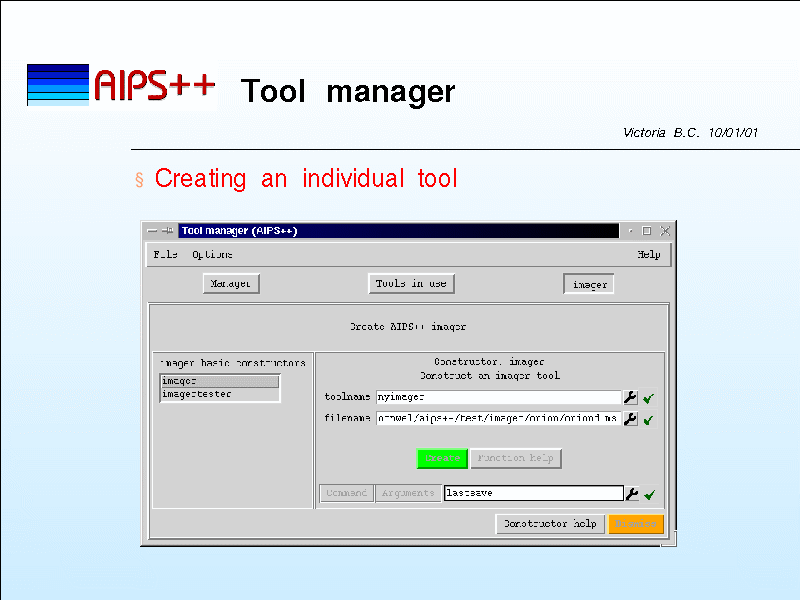 AIPS++ Tool manager
Victoria B.C. 10/01/01
§ Creating an individual tool
Tool manager (AIPS++)
File Options Help
Manager Tools in use imager
Create AIPS++ imager
imager basic constructors
imager
imagertester
Constructor: imager
Construct an imager tool
toolname myimager
filename ornwel/aips++/test/imager/orion/orion1.ms
Create Function help
Command Arguments lastsave
Constructor help Dismiss